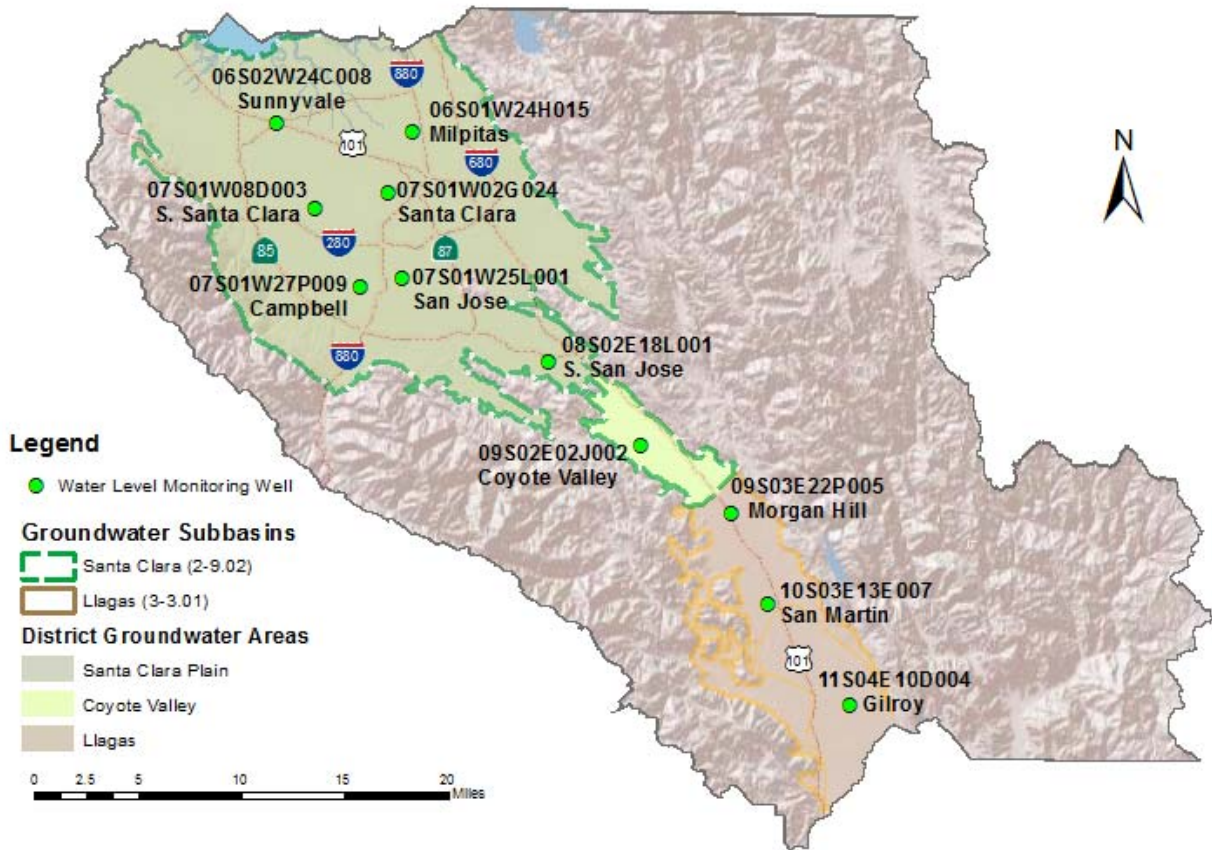 880
06S02W24C008
Sunnyvale
06S01W24H015
Milpitas
101
680
07S01W08D003
S. Santa Clara
07S01W02G024
Santa Clara
85
280
87
07S01W27P009
Campbell
07S01W25L001
San Jose
880
08S02E18L001
S. San Jose
09S02E02J002
Coyote Valley
09S03E22P005
Morgan Hill
10S03E13E007
San Martin
101
11S04E10D004
Gilroy
N
Legend
Water Level Monitoring Well
Groundwater Subbasins
Santa Clara (2-9.02)
Llagas (3-3.01)
District Groundwater Areas
Santa Clara Plain
Coyote Valley
Llagas
0 2.5 5 10 15 20
Miles